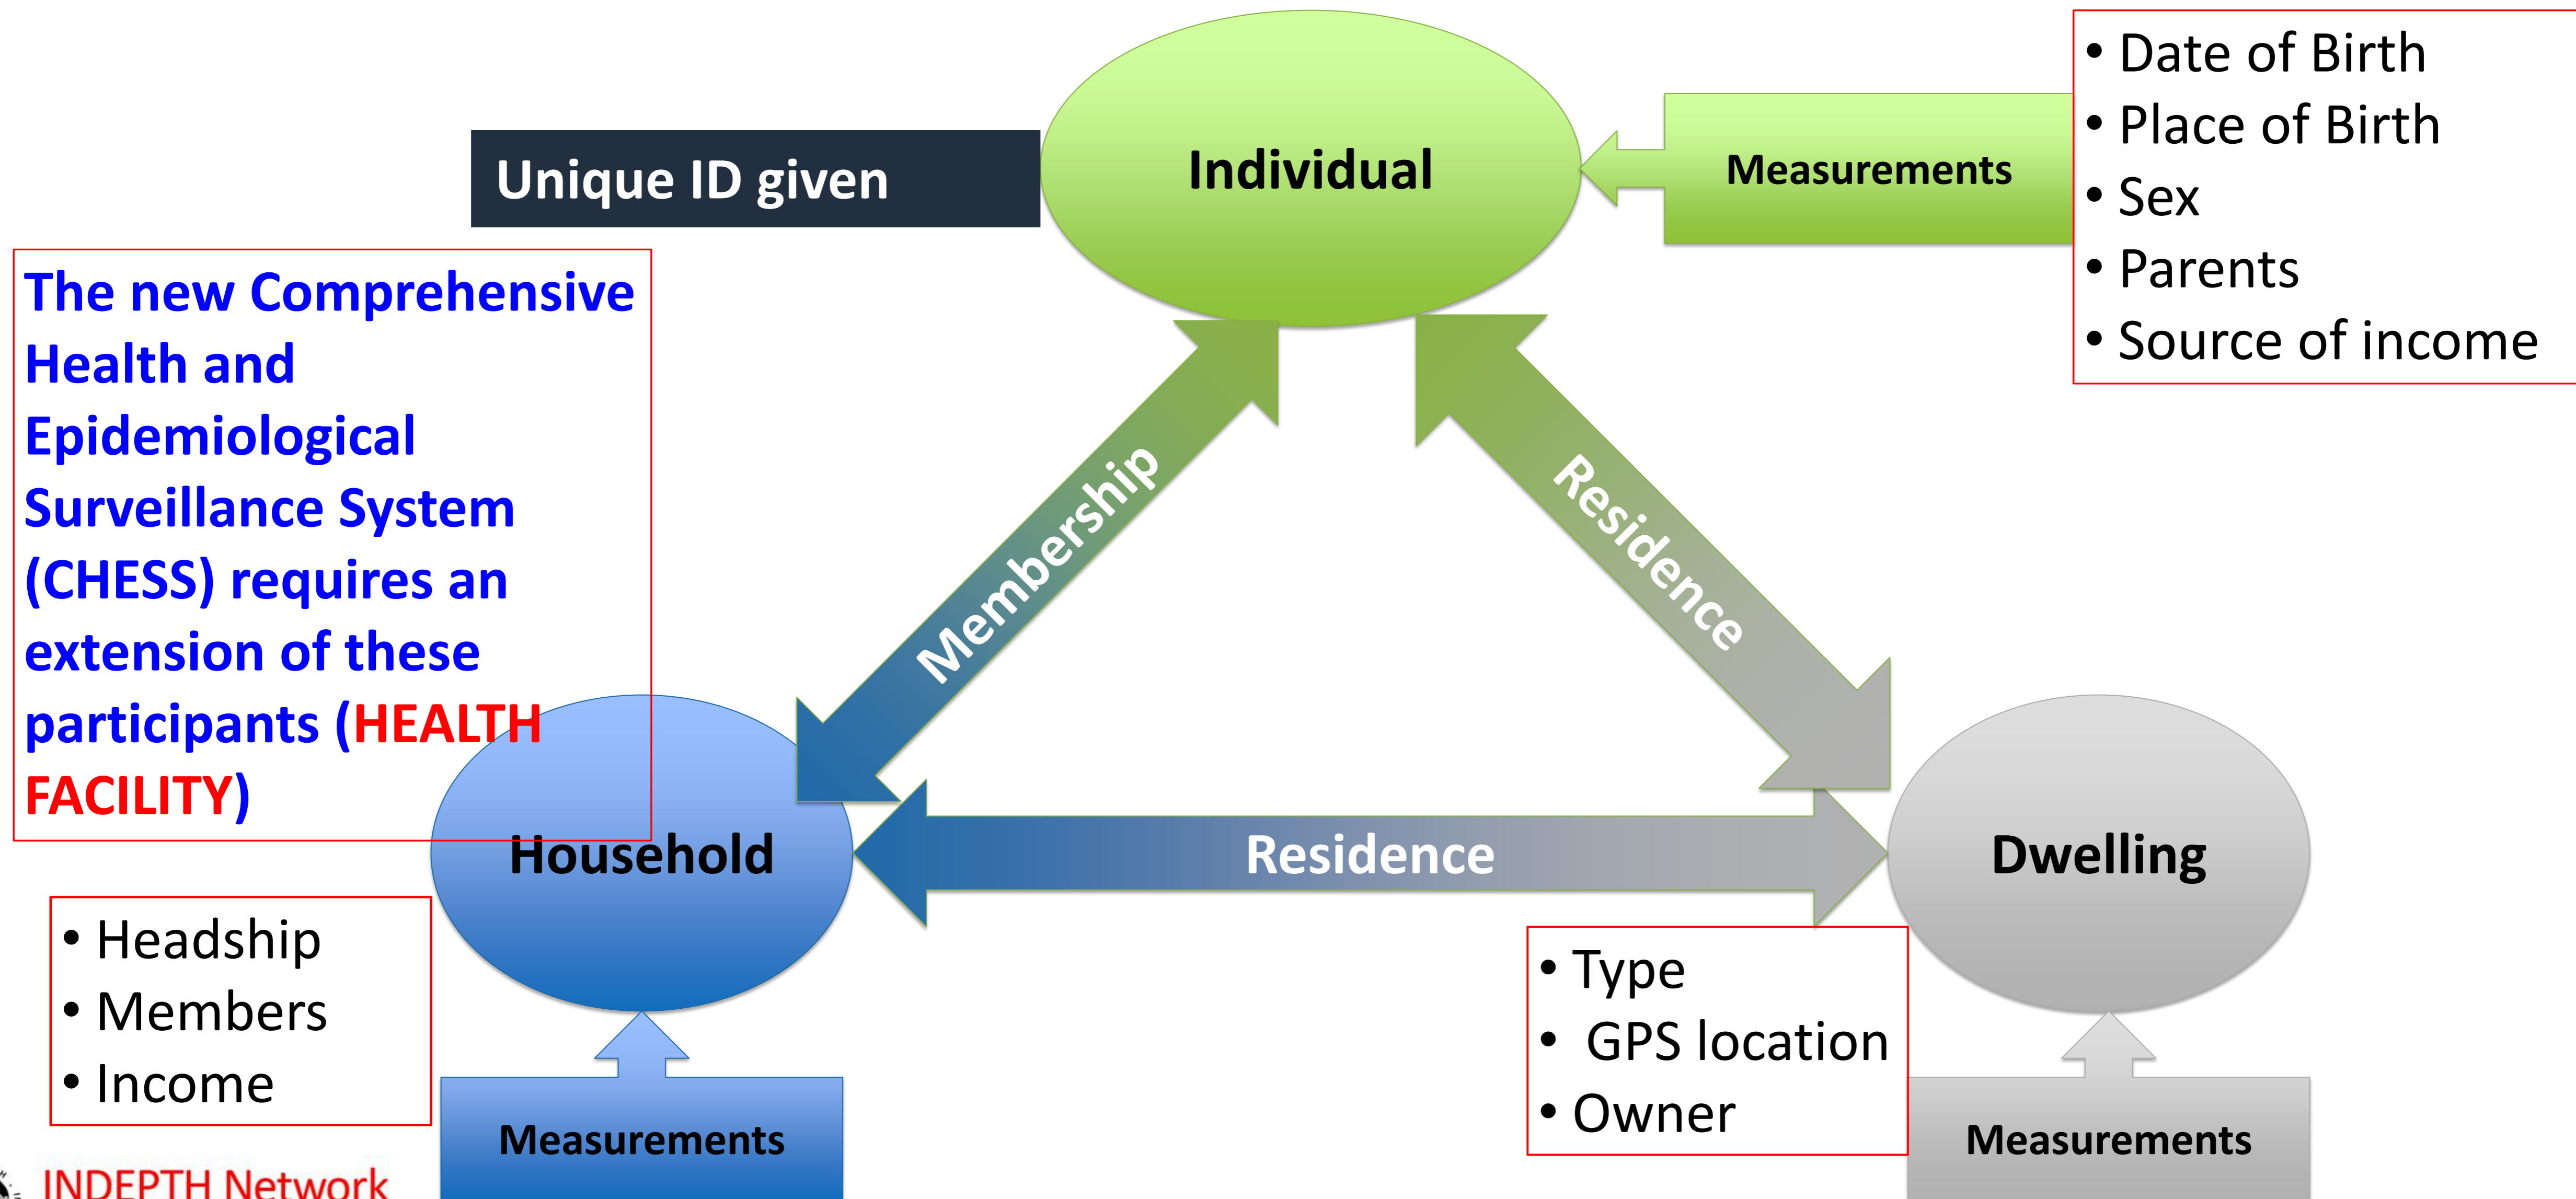 Individual
Unique ID given
Measurements
• Date of Birth
• Place of Birth
• Sex
• Parents
• Source of income
The new Comprehensive
Health and
Epidemiological
Surveillance System
(CHESS) requires an
extension of these
participants (HEALTH
FACILITY)
Membership
Residence
Household
Residence
Dwelling
• Headship
• Members
• Income
Measurements
• Type
• GPS location
• Owner
Measurements
INDEPTH Network